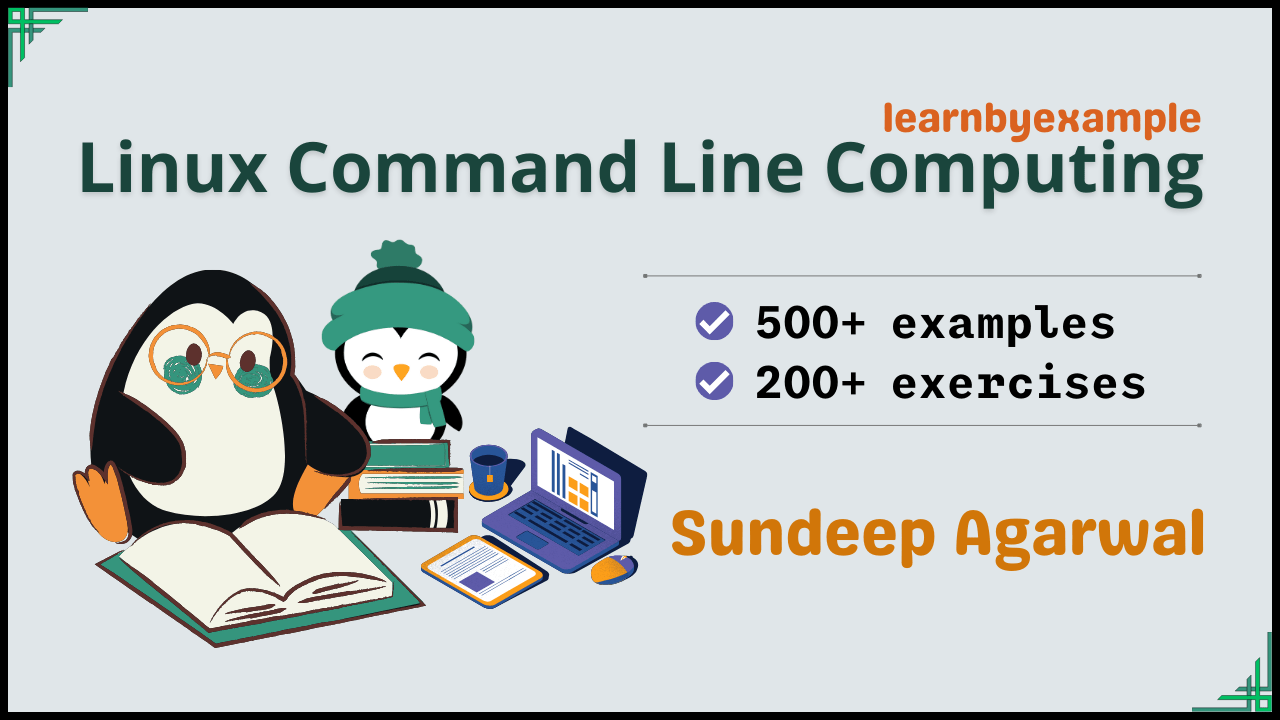 learnbyexample
Linux Command Line Computing
500+ examples
200+ exercises
Sundeep Agarwal